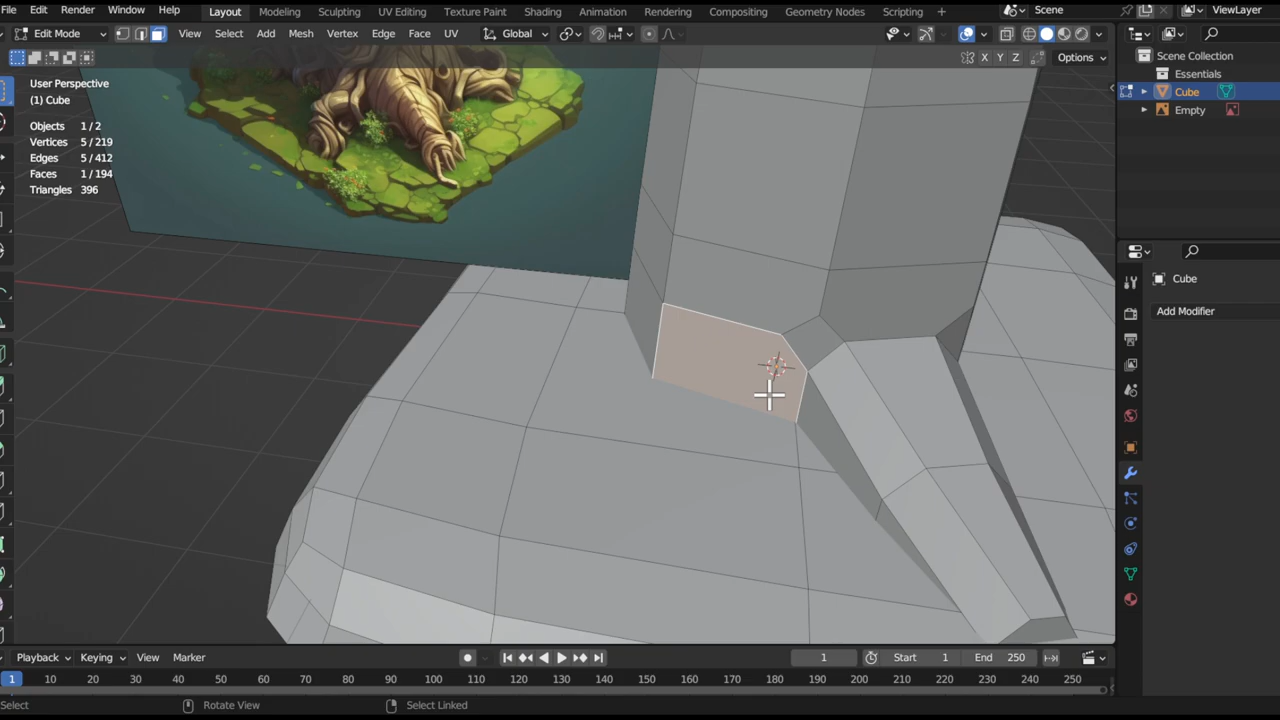 File Edit Render Window Help Layout Modeling Sculpting UV Editing Texture Paint Shading Animation Rendering Compositing Geometry Nodes Scripting + Scene ViewLayer
Edit Mode View Select Add Mesh Vertex Edge Face UV Global
X Y Z Options
User Perspective
(1) Cube
Objects 1 / 2
Vertices 5 / 219
Edges 5 / 412
Faces 1 / 194
Triangles 396
Scene Collection
Essentials
Cube
Empty
Cube
Add Modifier
Playback Keying View Marker 1 Start 1 End 250
1 10 20 30 40 50 60 70 80 90 100 110 120 130 140 150 160 170 180 190 200 210 220 230 240 250
Select Rotate View Select Linked